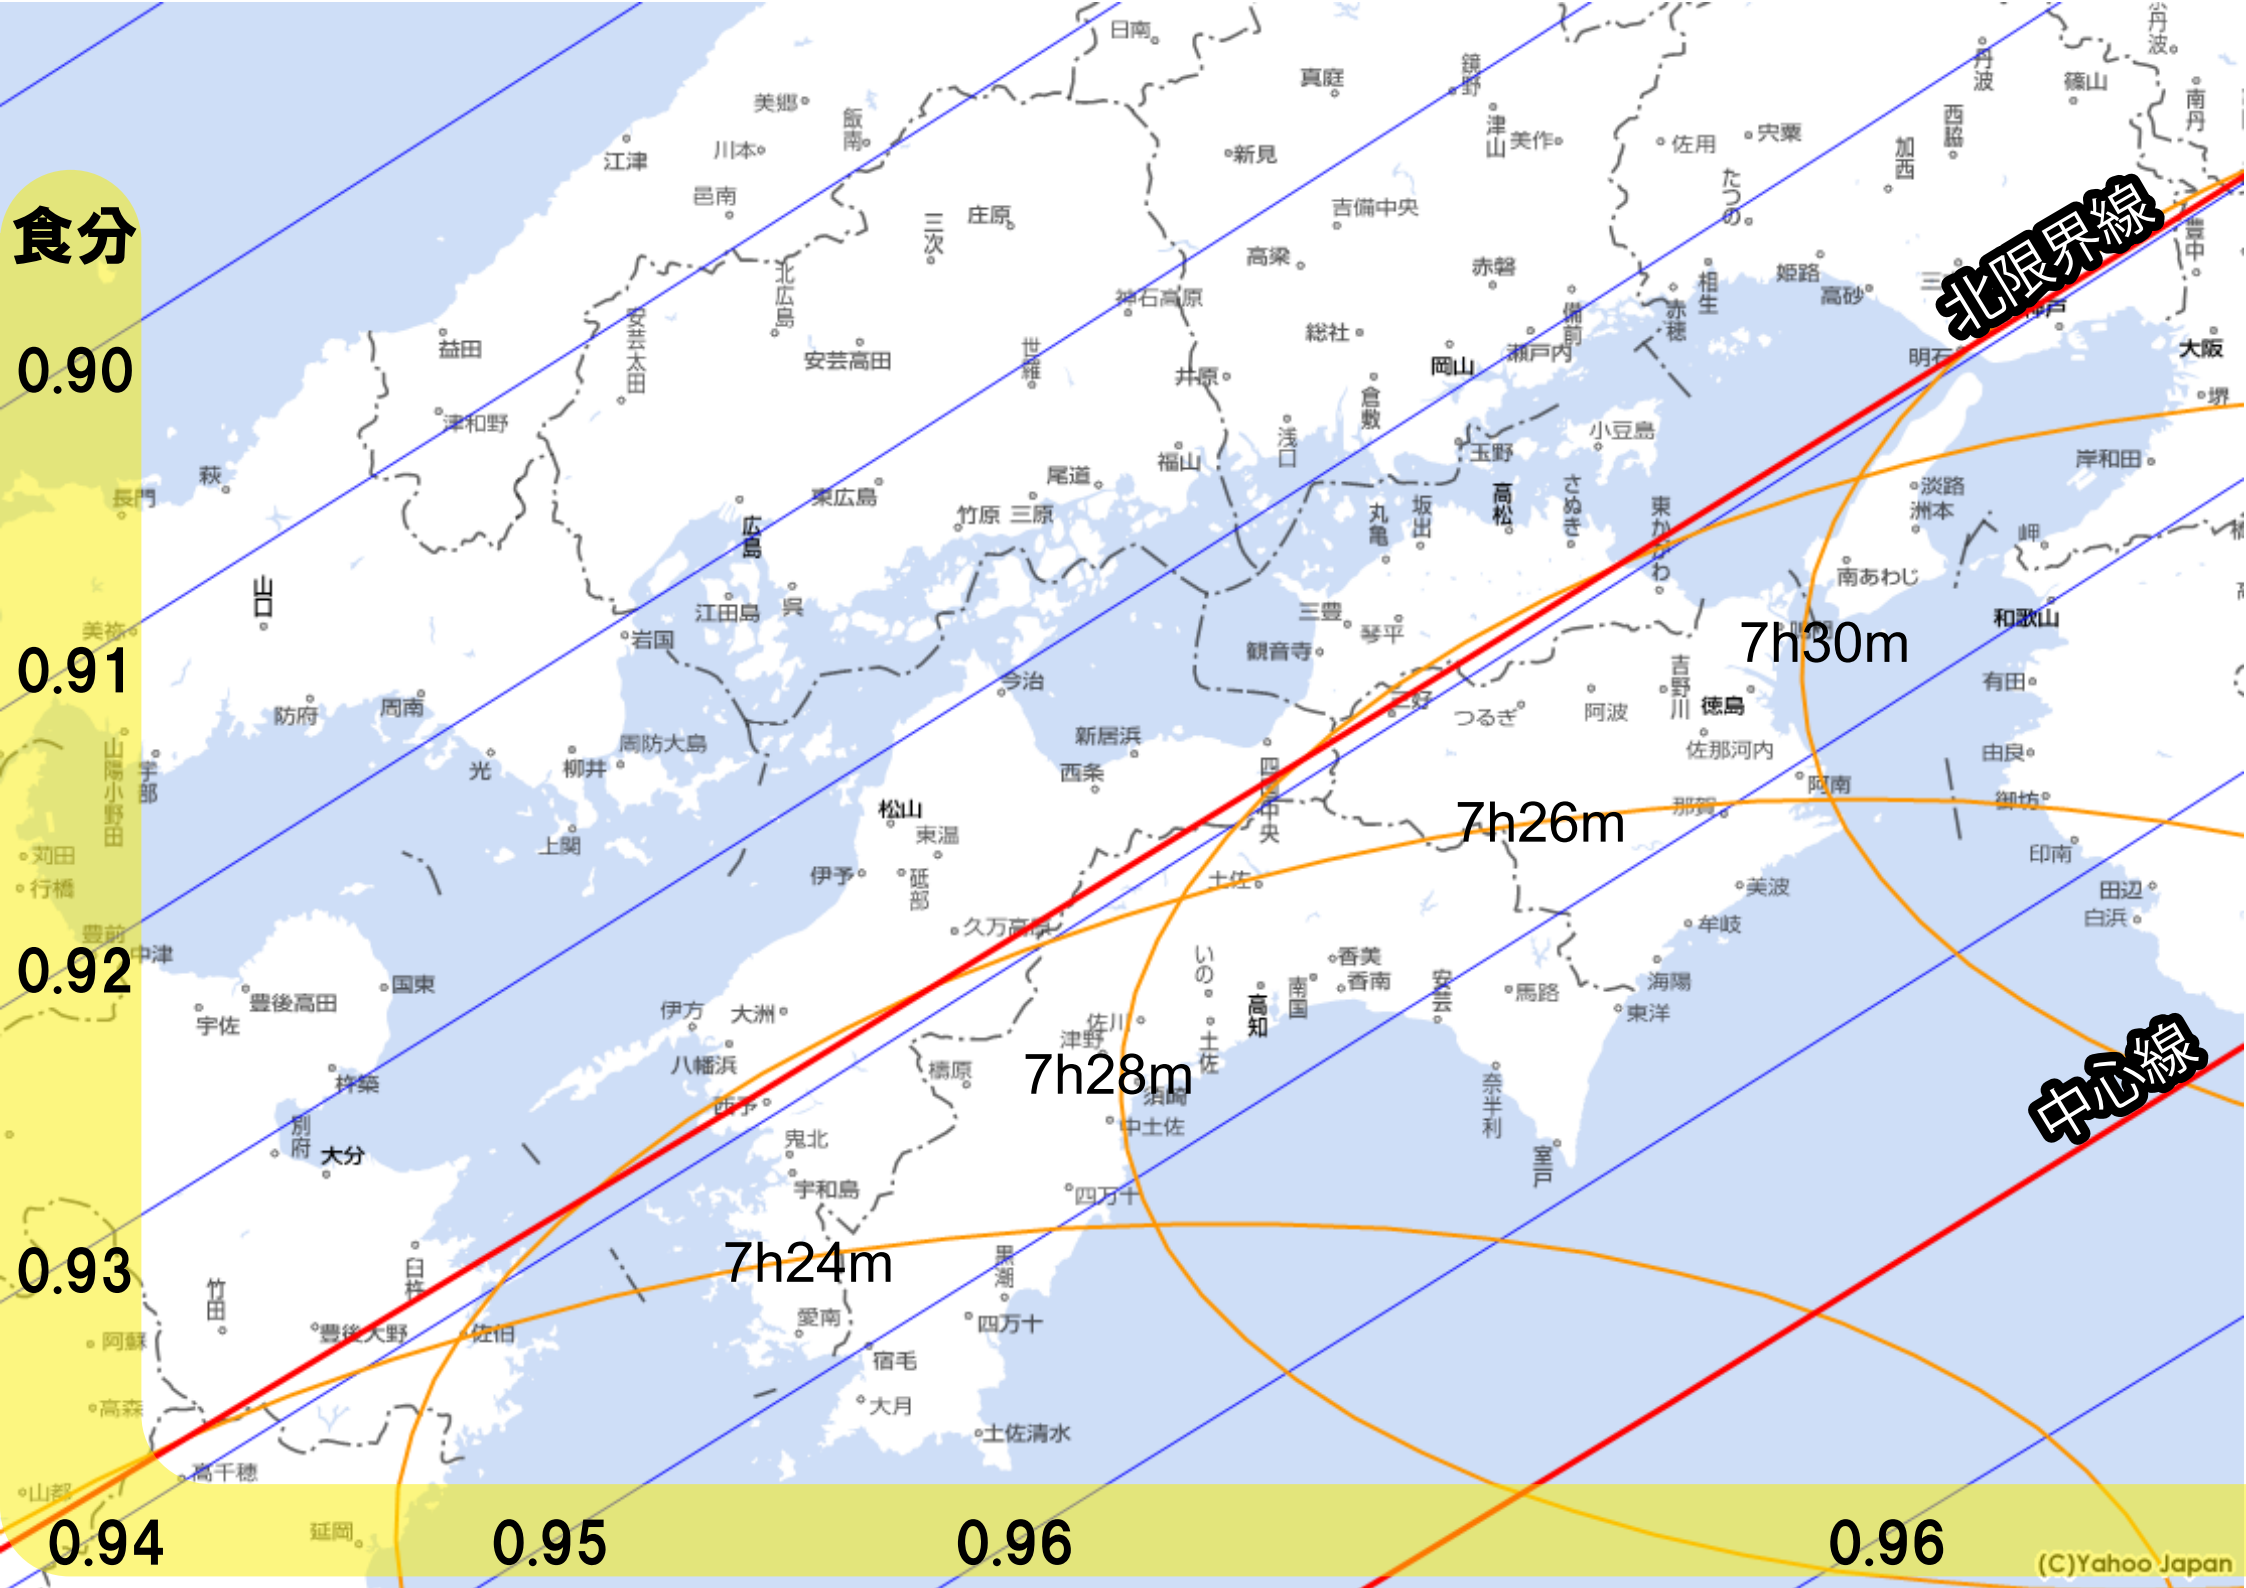 日南
丹波
真庭
鏡野
丹波
篠山
南丹
美郷
飯南
津山
美作
佐用
宍粟
西脇
加西
川本
江津
新見
邑南
たつの
吉備中央
庄原
三次
北限界線
豊中
食分
高梁
赤磐
姫路
相生
高砂
北広島
神石高原
備前
赤穂
神戸
安芸太田
総社
瀬戸内
益田
安芸高田
世羅
岡山
明石
大阪
0.90
井原
倉敷
堺
津和野
浅口
小豆島
玉野
福山
岸和田
萩
尾道
長門
東広島
高松
さぬき
淡路
洲本
竹原
三原
丸亀
坂出
東かがわ
広島
岬
南あわじ
山口
江田島
呉
三豊
琴平
和歌山
美祢
岩国
観音寺
7h30m
0.91
今治
有田
防府
周南
三好
つるぎ
阿波
吉野川
徳島
新居浜
佐那河内
周防大島
由良
山陽小野田
宇部
光
柳井
西条
四国中央
阿南
御坊
松山
7h26m
那賀
東温
上関
苅田
印南
行橋
伊予
砥部
土佐
美波
田辺
白浜
豊前
久万高原
牟岐
中津
0.92
国東
いの
香美
香南
安芸
馬路
海陽
豊後高田
宇佐
伊方
大洲
高知
南国
東洋
佐川
津野
土佐
八幡浜
檮原
7h28m
中心線
杵築
須崎
奈半利
西予
別府
大分
鬼北
中土佐
室戸
宇和島
四万十
0.93
臼杵
7h24m
黒潮
竹田
愛南
四万十
阿蘇
豊後大野
佐伯
宿毛
高森
大月
土佐清水
高千穂
山都
延岡
0.94
0.95
0.96
0.96
(C)Yahoo Japan